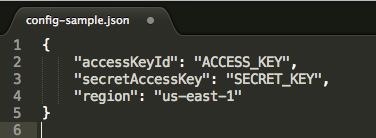 config-sample.json
1 {
2 "accessKeyId": "ACCESS_KEY",
3 "secretAccessKey": "SECRET_KEY",
4 "region": "us-east-1"
5 }
6